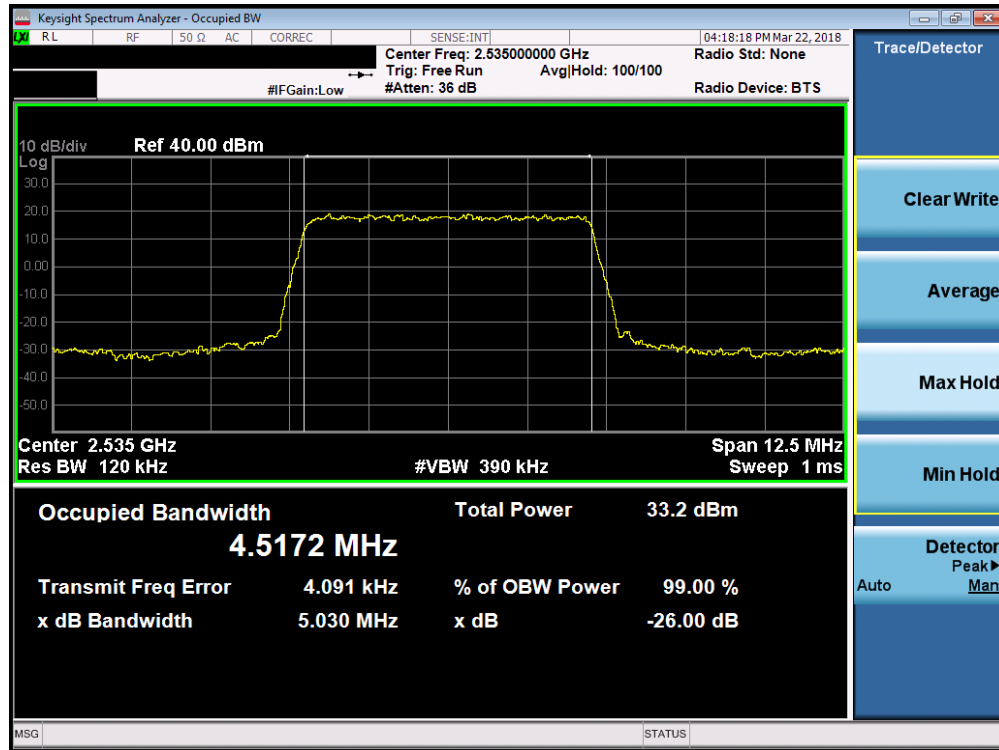 Keysight Spectrum Analyzer - Occupied BW
LXI RL RF 50 Ω AC CORREC SENSE:INT 04:18:18 PM Mar 22, 2018
Center Freq: 2.535000000 GHz Radio Std: None
Trig: Free Run Avg|Hold: 100/100
#IFGain:Low #Atten: 36 dB Radio Device: BTS
10 dB/div Ref 40.00 dBm
Log
30.0
20.0
10.0
0.00
-10.0
-20.0
-30.0
-40.0
-50.0
Center 2.535 GHz Span 12.5 MHz
Res BW 120 kHz #VBW 390 kHz Sweep 1 ms
Occupied Bandwidth Total Power 33.2 dBm
4.5172 MHz
Transmit Freq Error 4.091 kHz % of OBW Power 99.00 %
x dB Bandwidth 5.030 MHz x dB -26.00 dB
Trace/Detector
Clear Write
Average
Max Hold
Min Hold
Detector
Peak▶
Auto Man
MSG STATUS